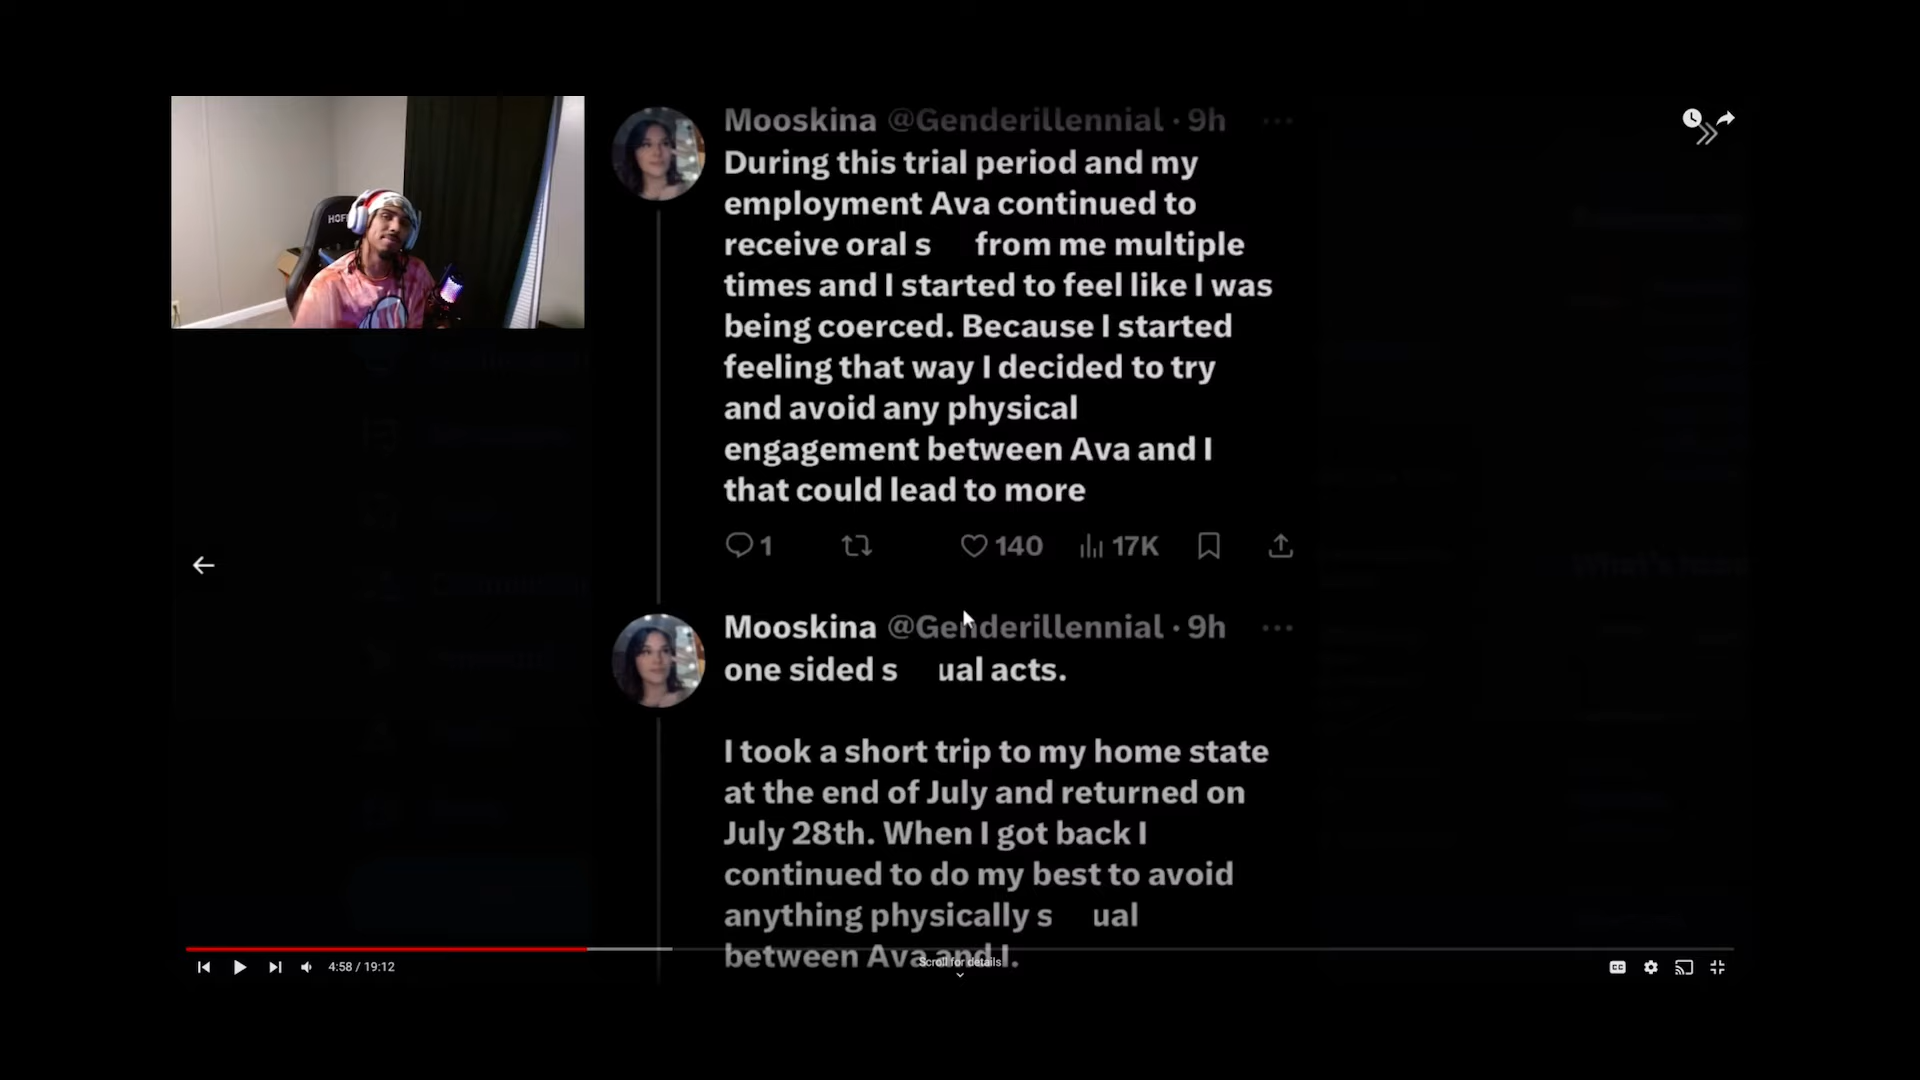 Mooskina @Genderillennial · 9h
During this trial period and my
employment Ava continued to
receive oral s from me multiple
times and I started to feel like I was
being coerced. Because I started
feeling that way I decided to try
and avoid any physical
engagement between Ava and I
that could lead to more
1 140 17K
Mooskina @Genderillennial · 9h
one sided s ual acts.
I took a short trip to my home state
at the end of July and returned on
July 28th. When I got back I
continued to do my best to avoid
anything physically s ual
between Ava and I.
Scroll for details
4:58 / 19:12
CC